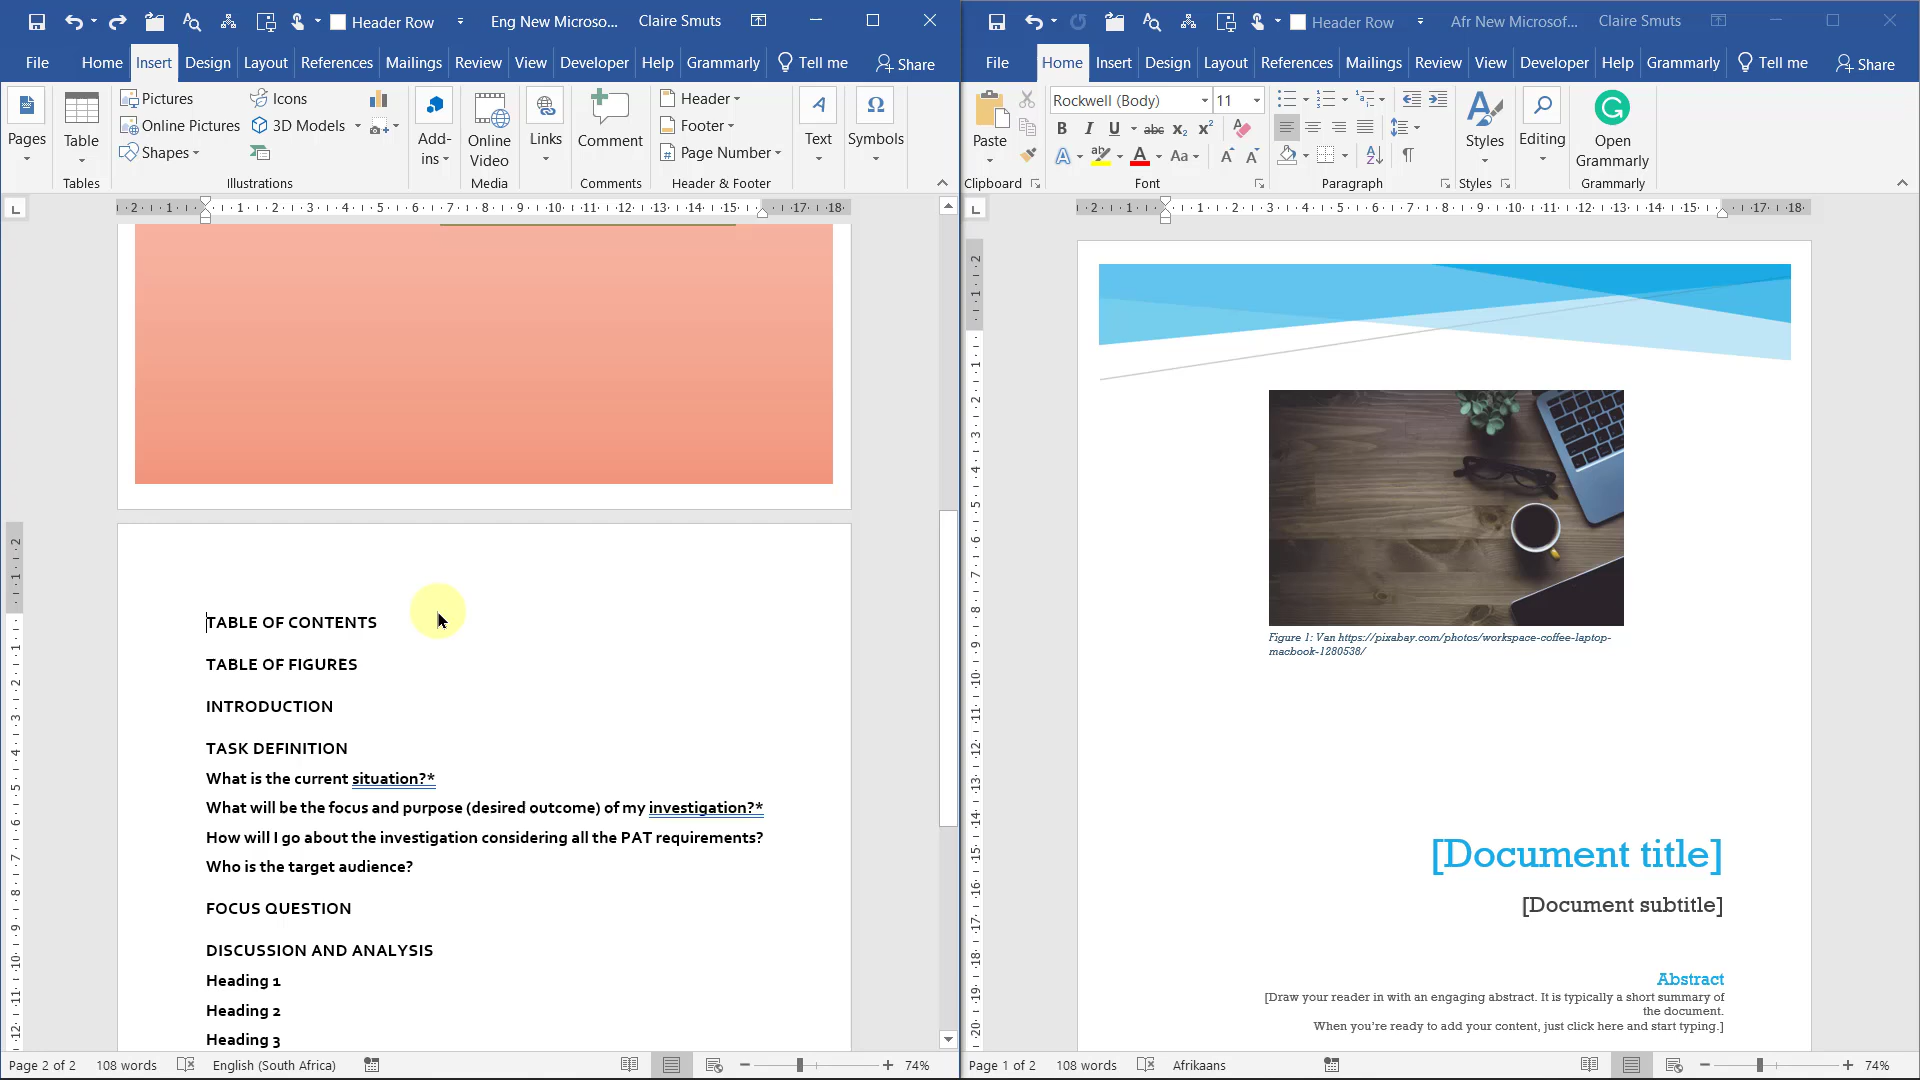 Header Row
Eng New Microso...
Claire Smuts
File
Home
Insert
Design
Layout
References
Mailings
Review
View
Developer
Help
Grammarly
Tell me
Share
Pages
Table
Tables
Pictures
Online Pictures
Shapes
Icons
3D Models
Illustrations
Add-
ins
Online
Video
Media
Links
Comment
Comments
Header
Footer
Page Number
Header & Footer
Text
Symbols
TABLE OF CONTENTS
TABLE OF FIGURES
INTRODUCTION
TASK DEFINITION
What is the current situation?*
What will be the focus and purpose (desired outcome) of my investigation?*
How will I go about the investigation considering all the PAT requirements?
Who is the target audience?
FOCUS QUESTION
DISCUSSION AND ANALYSIS
Heading 1
Heading 2
Heading 3
Page 2 of 2
108 words
English (South Africa)
74%
Header Row
Afr New Microsof...
Claire Smuts
File
Home
Insert
Design
Layout
References
Mailings
Review
View
Developer
Help
Grammarly
Tell me
Share
Paste
Clipboard
Rockwell (Body)
11
Font
Paragraph
Styles
Styles
Editing
Open
Grammarly
Grammarly
Figure 1: Van https://pixabay.com/photos/workspace-coffee-laptop-
macbook-1280538/
[Document title]
[Document subtitle]
Abstract
[Draw your reader in with an engaging abstract. It is typically a short summary of
the document.
When you're ready to add your content, just click here and start typing.]
Page 1 of 2
108 words
Afrikaans
74%